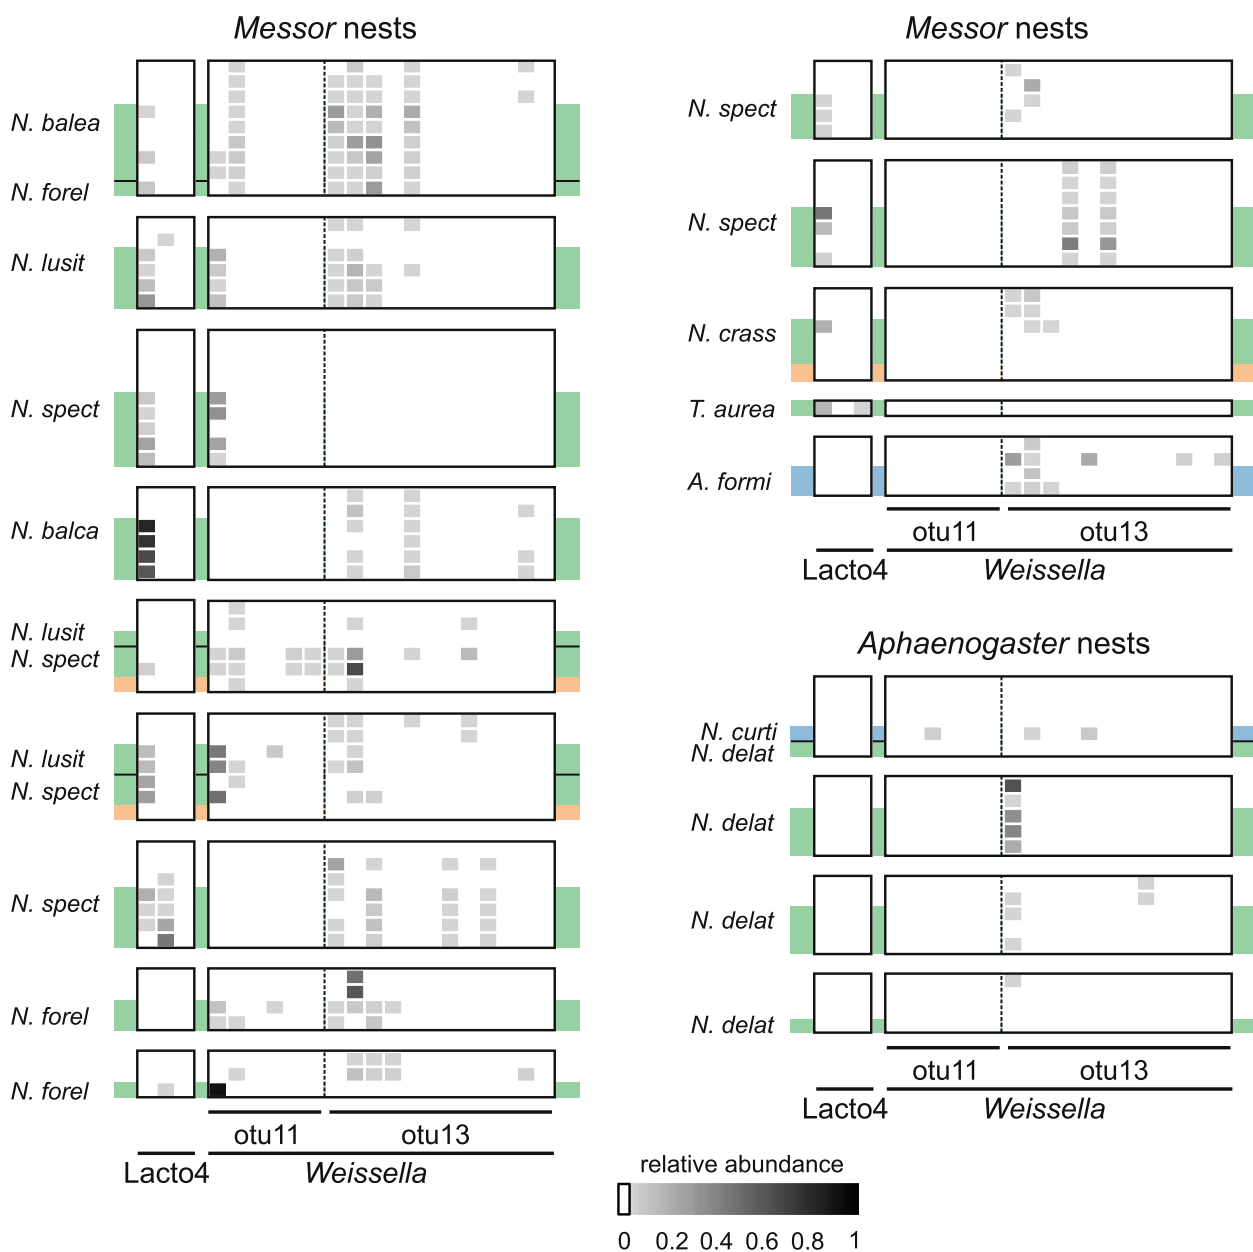 Messor nests
N. balea
N. forel
N. lusit
N. spect
N. balca
N. lusit
N. spect
N. lusit
N. spect
N. spect
N. forel
N. forel
otu11 otu13
Lacto4 Weissella
Messor nests
N. spect
N. spect
N. crass
T. aurea
A. formi
otu11 otu13
Lacto4 Weissella
Aphaenogaster nests
N. curti
N. delat
N. delat
N. delat
N. delat
otu11 otu13
Lacto4 Weissella
relative abundance
0 0.2 0.4 0.6 0.8 1